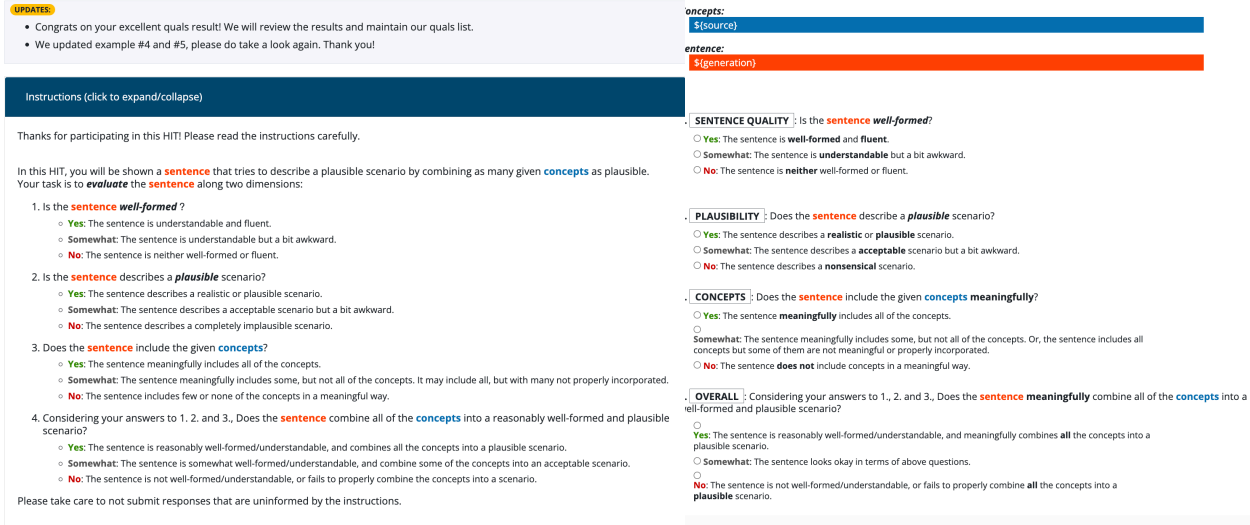 UPDATES:
• Congrats on your excellent quals result! We will review the results and maintain our quals list.
• We updated example #4 and #5, please do take a look again. Thank you!
Instructions (click to expand/collapse)
Thanks for participating in this HIT! Please read the instructions carefully.
In this HIT, you will be shown a sentence that tries to describe a plausible scenario by combining as many given concepts as plausible.
Your task is to evaluate the sentence along two dimensions:
1. Is the sentence well-formed ?
Yes: The sentence is understandable and fluent.
Somewhat: The sentence is understandable but a bit awkward.
No: The sentence is neither well-formed or fluent.
2. Is the sentence describes a plausible scenario?
Yes: The sentence describes a realistic or plausible scenario.
Somewhat: The sentence describes a acceptable scenario but a bit awkward.
No: The sentence describes a completely implausible scenario.
3. Does the sentence include the given concepts?
Yes: The sentence meaningfully includes all of the concepts.
Somewhat: The sentence meaningfully includes some, but not all of the concepts. It may include all, but with many not properly incorporated.
No: The sentence includes few or none of the concepts in a meaningful way.
4. Considering your answers to 1. 2. and 3., Does the sentence combine all of the concepts into a reasonably well-formed and plausible
scenario?
Yes: The sentence is reasonably well-formed/understandable, and combines all the concepts into a plausible scenario.
Somewhat: The sentence is somewhat well-formed/understandable, and combine some of the concepts into an acceptable scenario.
No: The sentence is not well-formed/understandable, or fails to properly combine the concepts into a scenario.
Please take care to not submit responses that are uninformed by the instructions.
oncepts:
${source}
entence:
${generation}
. SENTENCE QUALITY : Is the sentence well-formed?
Yes: The sentence is well-formed and fluent.
Somewhat: The sentence is understandable but a bit awkward.
No: The sentence is neither well-formed or fluent.
. PLAUSIBILITY : Does the sentence describe a plausible scenario?
Yes: The sentence describes a realistic or plausible scenario.
Somewhat: The sentence describes a acceptable scenario but a bit awkward.
No: The sentence describes a nonsensical scenario.
. CONCEPTS : Does the sentence include the given concepts meaningfully?
Yes: The sentence meaningfully includes all of the concepts.
Somewhat: The sentence meaningfully includes some, but not all of the concepts. Or, the sentence includes all
concepts but some of them are not meaningful or properly incorporated.
No: The sentence does not include concepts in a meaningful way.
. OVERALL : Considering your answers to 1., 2. and 3., Does the sentence meaningfully combine all of the concepts into a
ell-formed and plausible scenario?
Yes: The sentence is reasonably well-formed/understandable, and meaningfully combines all the concepts into a
plausible scenario.
Somewhat: The sentence looks okay in terms of above questions.
No: The sentence is not well-formed/understandable, or fails to properly combine all the concepts into a
plausible scenario.